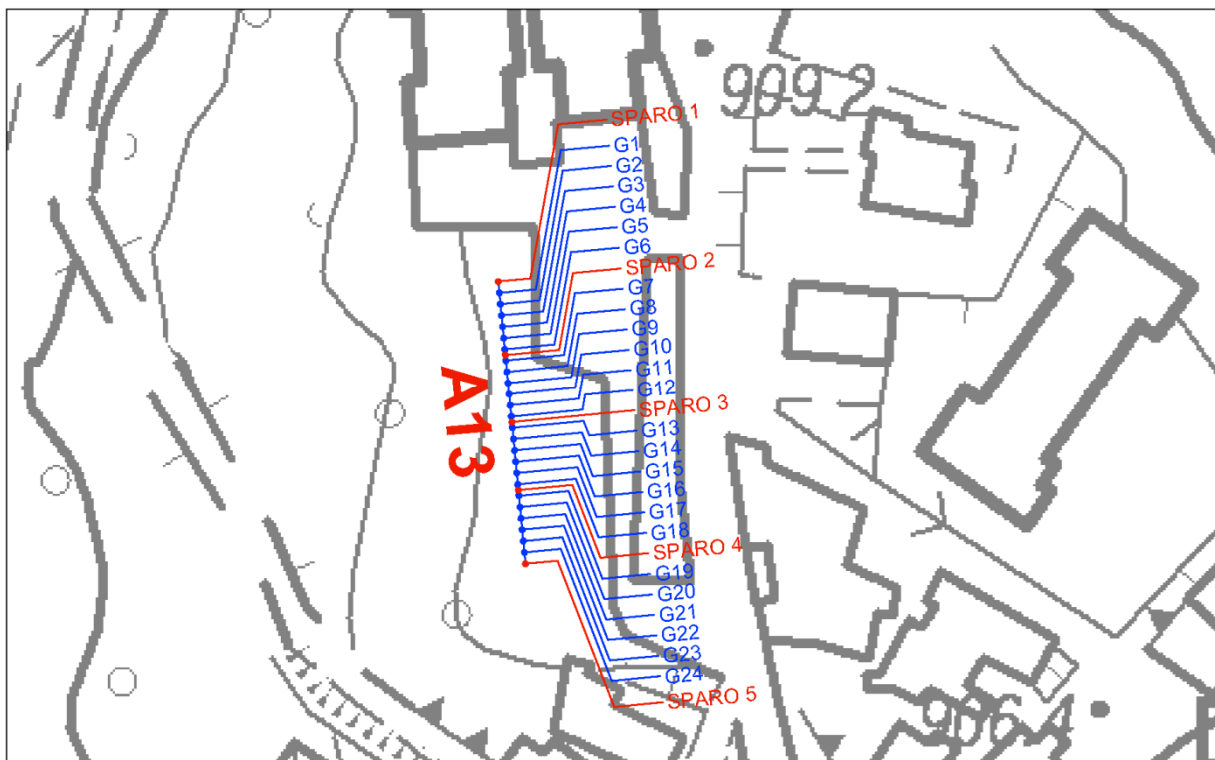 909.2
SPARO 1
G1
G2
G3
G4
G5
G6
SPARO 2
G7
G8
G9
G10
G11
G12
SPARO 3
G13
G14
G15
G16
G17
G18
SPARO 4
G19
G20
G21
G22
G23
G24
SPARO 5
A13
906.4